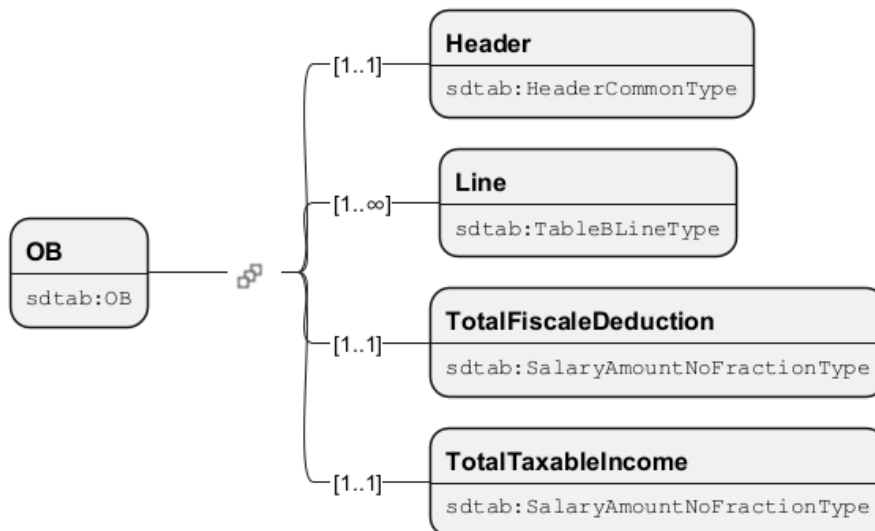 Header
[1..1]
sdtab:HeaderCommonType
Line
[1..∞]
sdtab:TableBLineType
OB
sdtab:OB
TotalFiscaleDeduction
[1..1]
sdtab:SalaryAmountNoFractionType
TotalTaxableIncome
[1..1]
sdtab:SalaryAmountNoFractionType